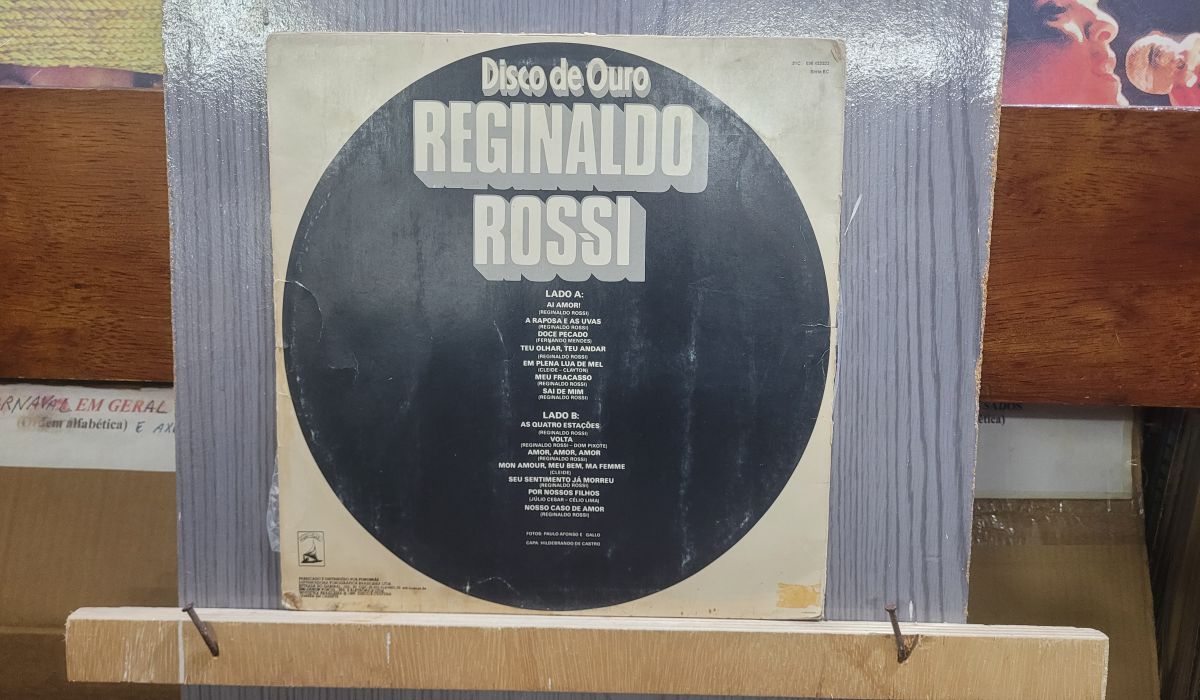 Disco de Ouro
REGINALDO
ROSSI
LADO A:
AI AMOR!
(REGINALDO ROSSI)
A RAPOSA E AS UVAS
(REGINALDO ROSSI)
DOCE PECADO
(FERNANDO MENDES)
TEU OLHAR, TEU ANDAR
(REGINALDO ROSSI)
EM PLENA LUA DE MEL
(CLEIDE - CLAYTON)
MEU FRACASSO
(REGINALDO ROSSI)
SAI DE MIM
(REGINALDO ROSSI)
LADO B:
AS QUATRO ESTAÇÕES
(REGINALDO ROSSI)
VOLTA
(REGINALDO ROSSI - DOM PIXOTE)
AMOR, AMOR, AMOR
(REGINALDO ROSSI)
MON AMOUR, MEU BEM, MA FEMME
(CLEIDE)
SEU SENTIMENTO JÁ MORREU
(REGINALDO ROSSI)
POR NOSSOS FILHOS
(JÚLIO CESAR - CÉLIO LIMA)
NOSSO CASO DE AMOR
(REGINALDO ROSSI)
FOTOS: PAULO AFONSO E GALLO
CAPA: HILDEBRANDO DE CASTRO
RNAVAL EM GERAL
(Ordem alfabética) E
SADOS
ética)